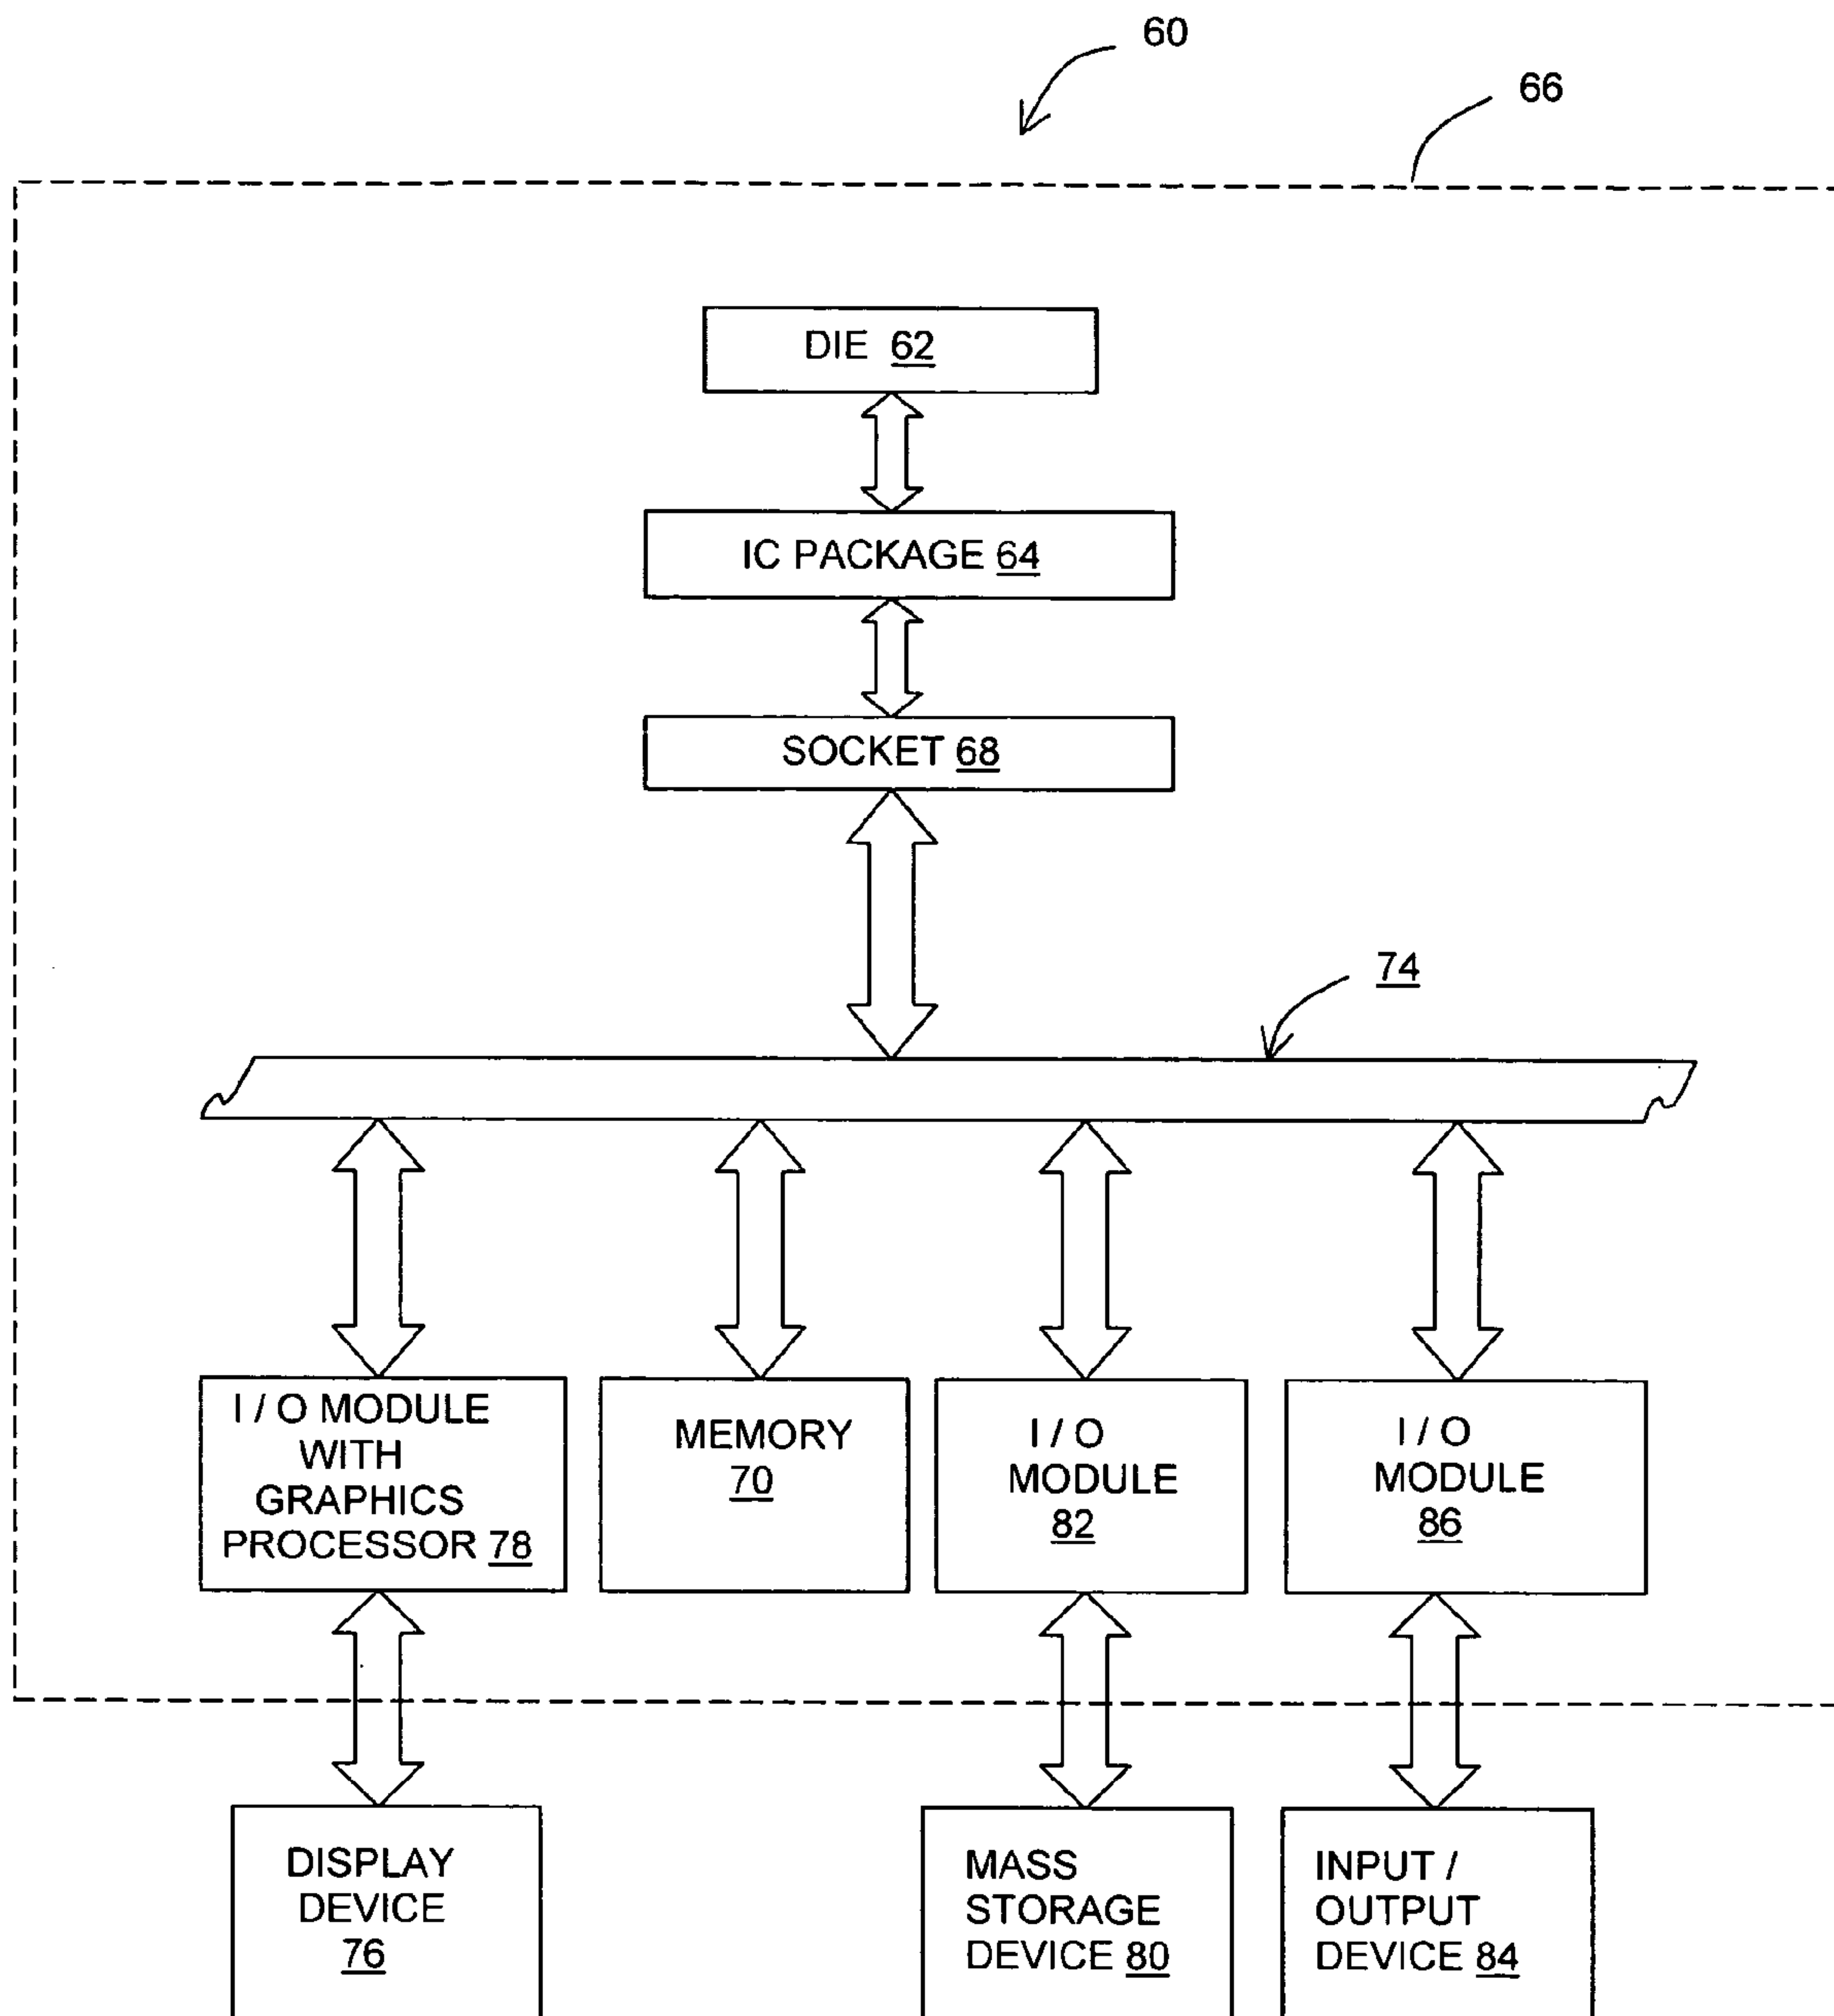 60
66
DIE 62
IC PACKAGE 64
SOCKET 68
74
I / O MODULE
WITH
GRAPHICS
PROCESSOR 78
MEMORY
70
I / O
MODULE
82
I / O
MODULE
86
DISPLAY
DEVICE
76
MASS
STORAGE
DEVICE 80
INPUT /
OUTPUT
DEVICE 84